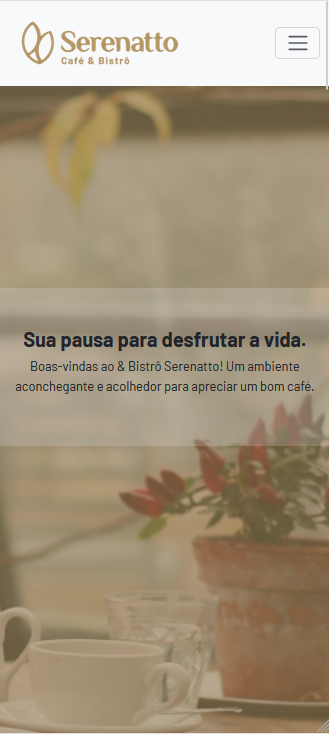 Serenatto
Café & Bistrô
Sua pausa para desfrutar a vida.
Boas-vindas ao & Bistrô Serenatto! Um ambiente
aconchegante e acolhedor para apreciar um bom café.